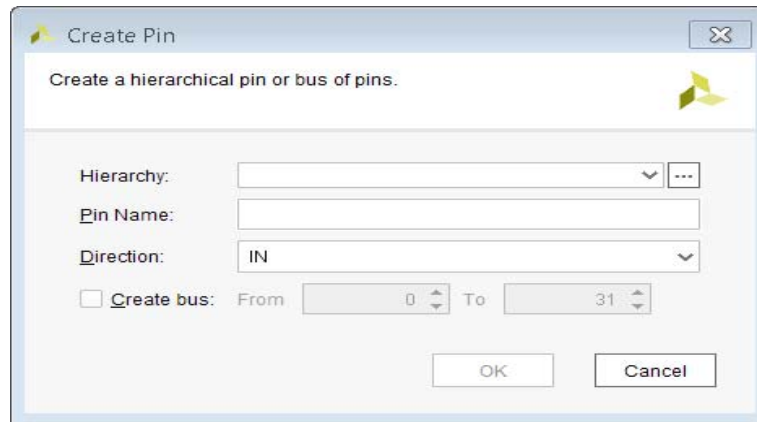 Create Pin
Create a hierarchical pin or bus of pins.
Hierarchy:
...
Pin Name:
Direction: IN
Create bus: From 0 To 31
OK Cancel